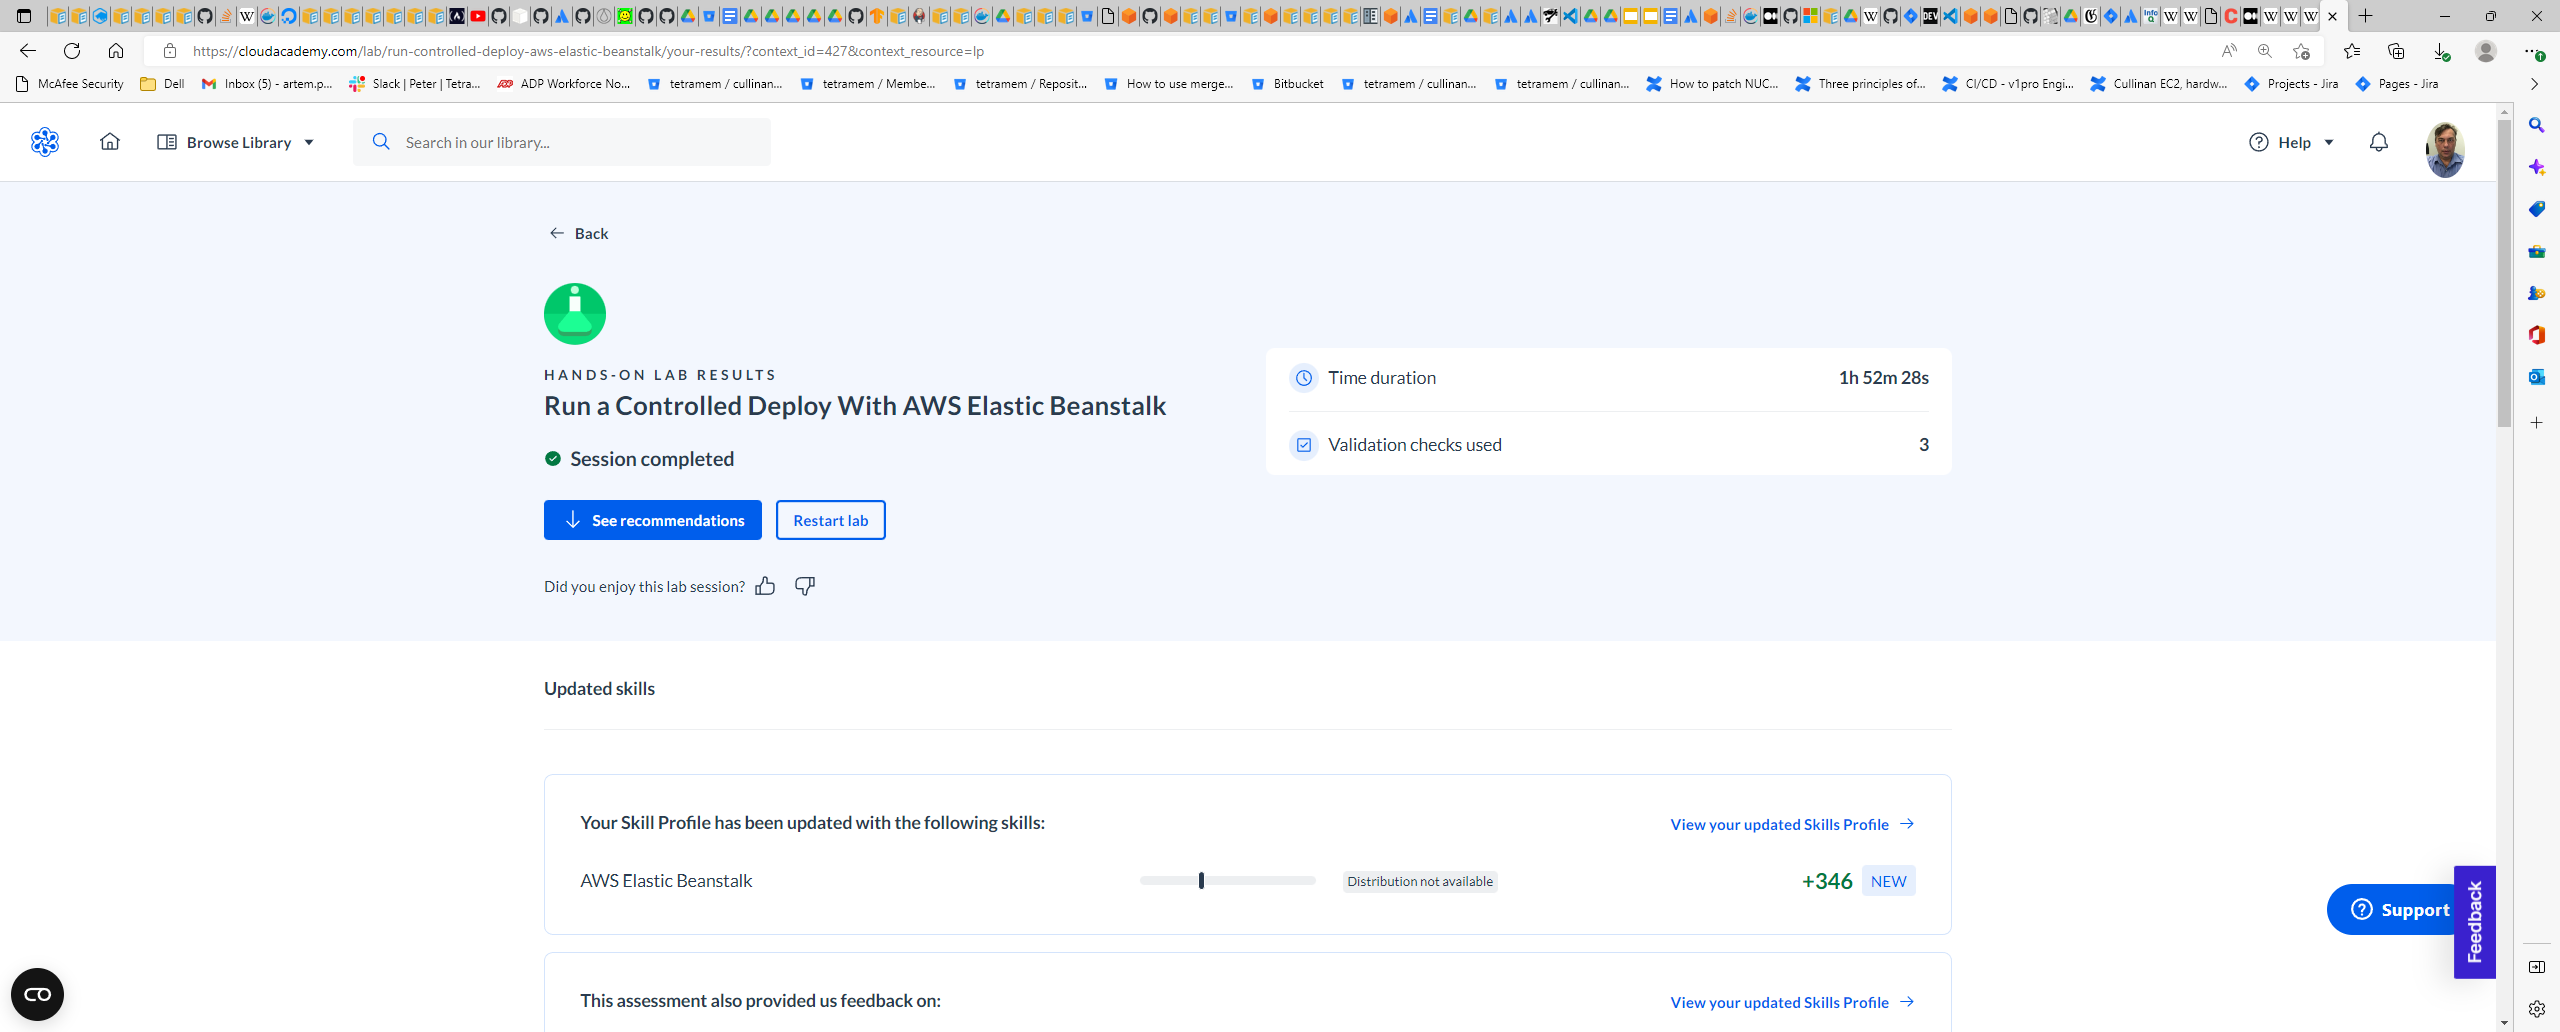 https://cloudacademy.com/lab/run-controlled-deploy-aws-elastic-beanstalk/your-results/?context_id=427&context_resource=lp
McAfee Security
Dell
Inbox (5) - artem.p...
Slack | Peter | Tetra...
ADP Workforce No...
tetramem / cullinan...
tetramem / Membe...
tetramem / Reposit...
How to use merge...
Bitbucket
tetramem / cullinan...
tetramem / cullinan...
How to patch NUC...
Three principles of...
CI/CD - v1pro Engi...
Cullinan EC2, hardw...
Projects - Jira
Pages - Jira
Browse Library
Search in our library...
Help
Back
HANDS-ON LAB RESULTS
Run a Controlled Deploy With AWS Elastic Beanstalk
Session completed
See recommendations
Restart lab
Did you enjoy this lab session?
Time duration
1h 52m 28s
Validation checks used
3
Updated skills
Your Skill Profile has been updated with the following skills:
View your updated Skills Profile
AWS Elastic Beanstalk
Distribution not available
+346
NEW
This assessment also provided us feedback on:
View your updated Skills Profile
Support
Feedback